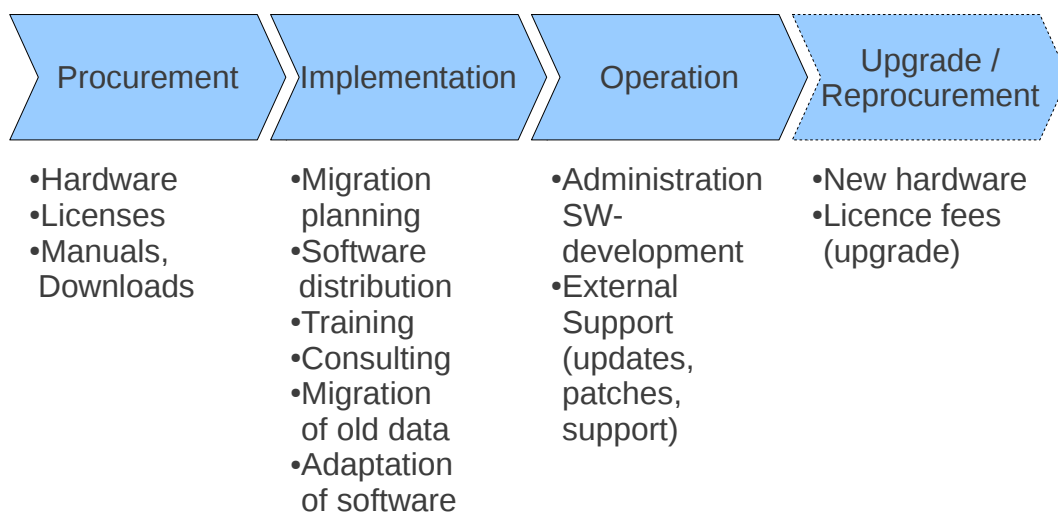 Procurement
Implementation
Operation
Upgrade /
Reprocurement
•Hardware
•Licenses
•Manuals,
Downloads
•Migration
planning
•Software
distribution
•Training
•Consulting
•Migration
of old data
•Adaptation
of software
•Administration
SW-
development
•External
Support
(updates,
patches,
support)
•New hardware
•Licence fees
(upgrade)